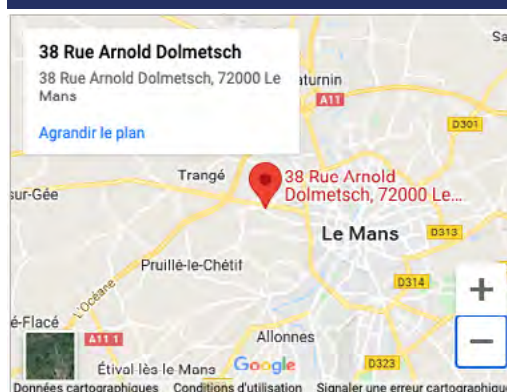 38 Rue Arnold Dolmetsch
38 Rue Arnold Dolmetsch, 72000 Le
Mans
Agrandir le plan
Sa
aturnin
A11
D301
Trangé
38 Rue Arnold
Dolmetsch, 72000 Le...
sur-Gée
Le Mans
D313
Pruillé-le-Chétif
D314
+
L'Océane
é-Flacé
A11 1
Allonnes
−
Étival-lès-le Mans
Google
D323
Données cartographiques Conditions d'utilisation Signaler une erreur cartographique